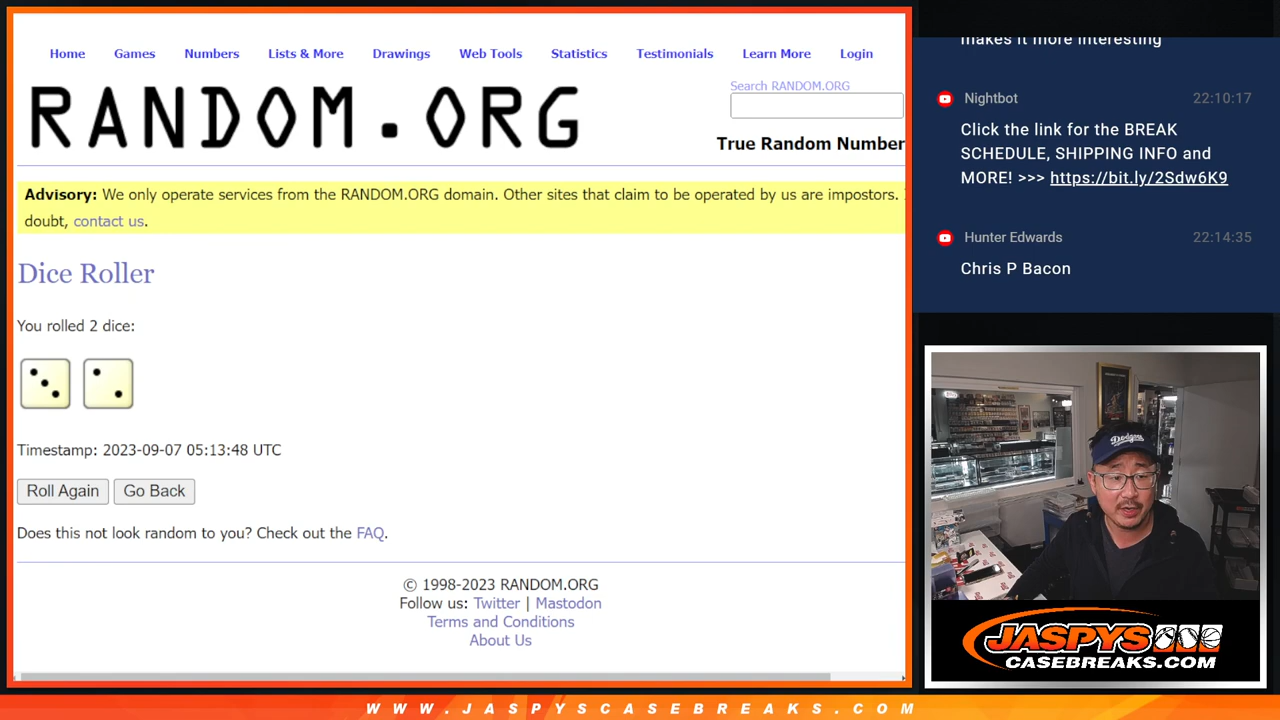 Home Games Numbers Lists & More Drawings Web Tools Statistics Testimonials Learn More Login
RANDOM.ORG
Search RANDOM.ORG
True Random Number
Advisory: We only operate services from the RANDOM.ORG domain. Other sites that claim to be operated by us are impostors.
doubt, contact us.
Dice Roller
You rolled 2 dice:
Timestamp: 2023-09-07 05:13:48 UTC
Roll Again Go Back
Does this not look random to you? Check out the FAQ.
© 1998-2023 RANDOM.ORG
Follow us: Twitter | Mastodon
Terms and Conditions
About Us
makes it more interesting
Nightbot 22:10:17
Click the link for the BREAK
SCHEDULE, SHIPPING INFO and
MORE! >>> https://bit.ly/2Sdw6K9
Hunter Edwards 22:14:35
Chris P Bacon
Dodgers
JASPYS
CASEBREAKS.COM
WWW.JASPYSCASEBREAKS.COM